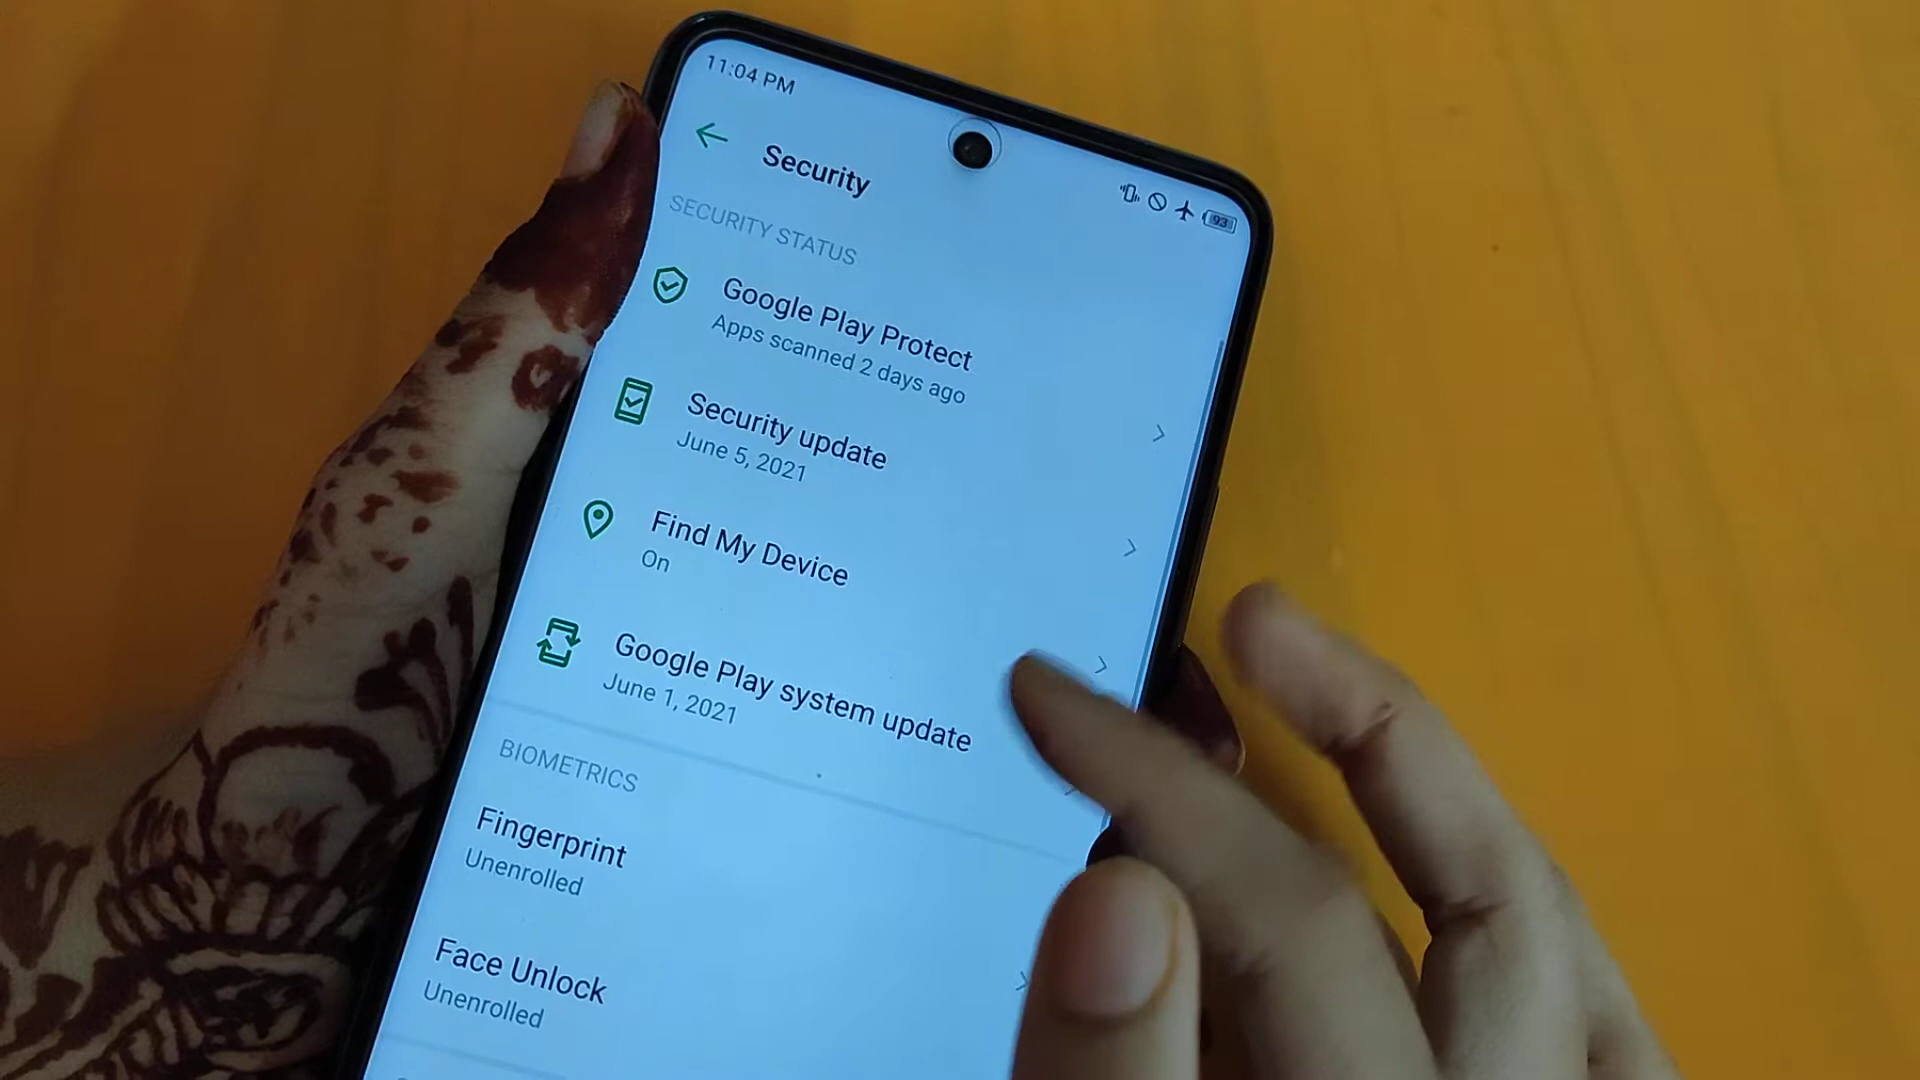 11:04 PM
93
Security
SECURITY STATUS
Google Play Protect
Apps scanned 2 days ago
Security update
June 5, 2021
Find My Device
On
Google Play system update
June 1, 2021
BIOMETRICS
Fingerprint
Unenrolled
Face Unlock
Unenrolled